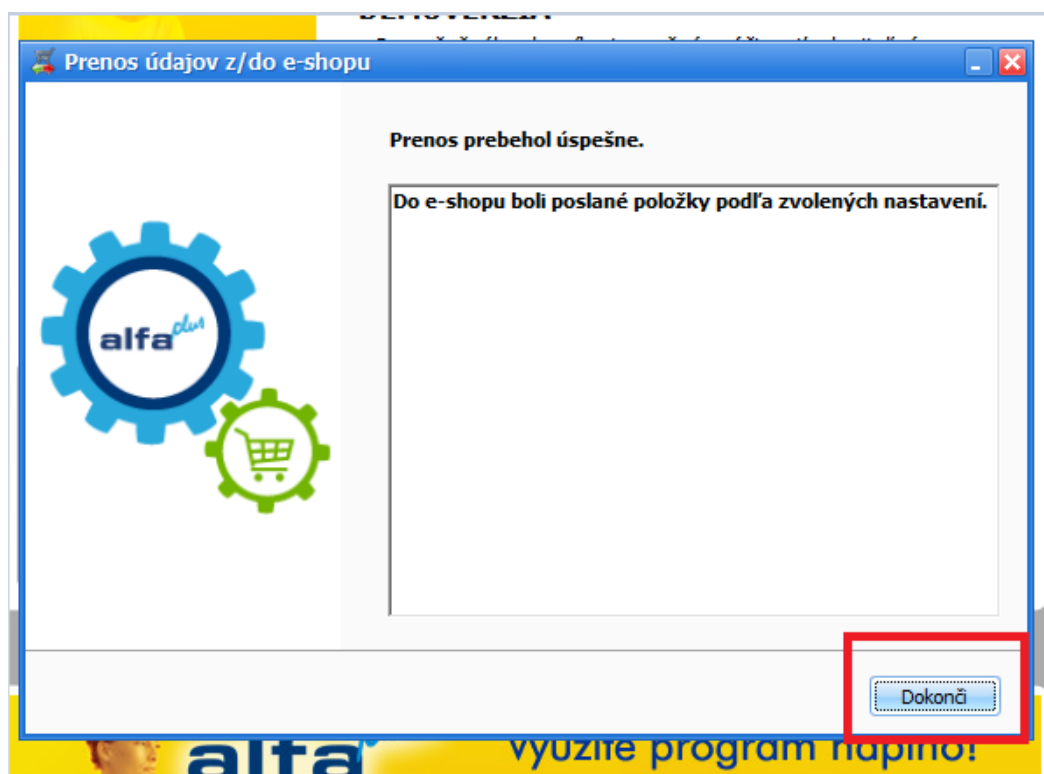 DEMOVERZIA
Prenos údajov z/do e-shopu
Prenos prebehol úspešne.
Do e-shopu boli poslané položky podľa zvolených nastavení.
alfa plus
Dokonči
alfa
využite program naplno!